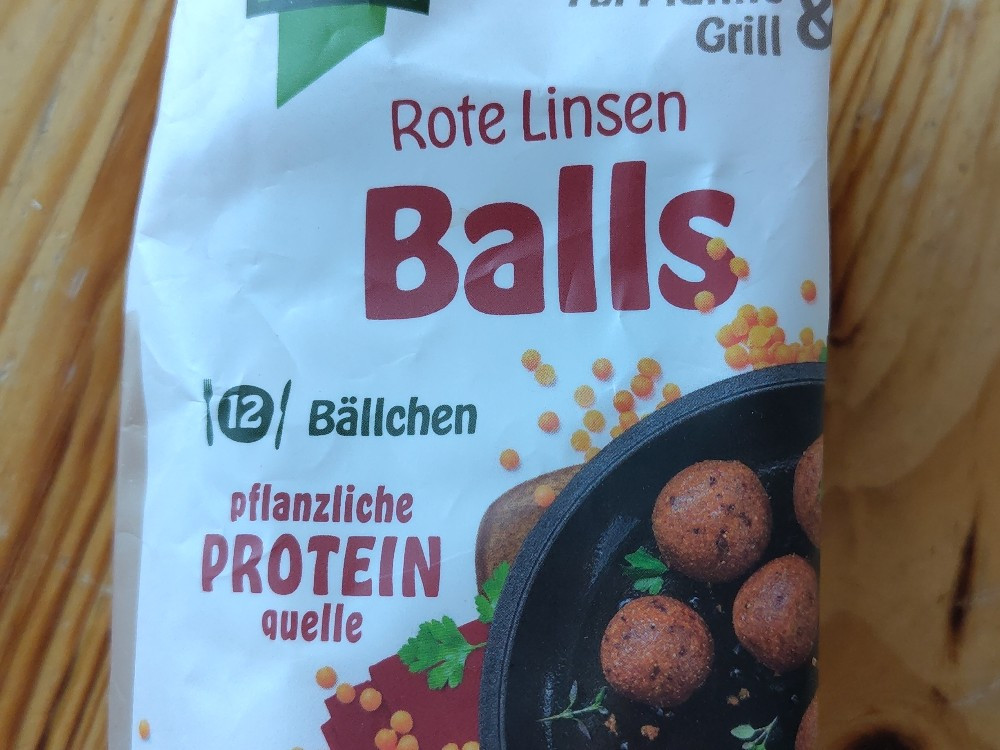 Grill &
Rote Linsen
Balls
12 Bällchen
pflanzliche
PROTEIN
quelle